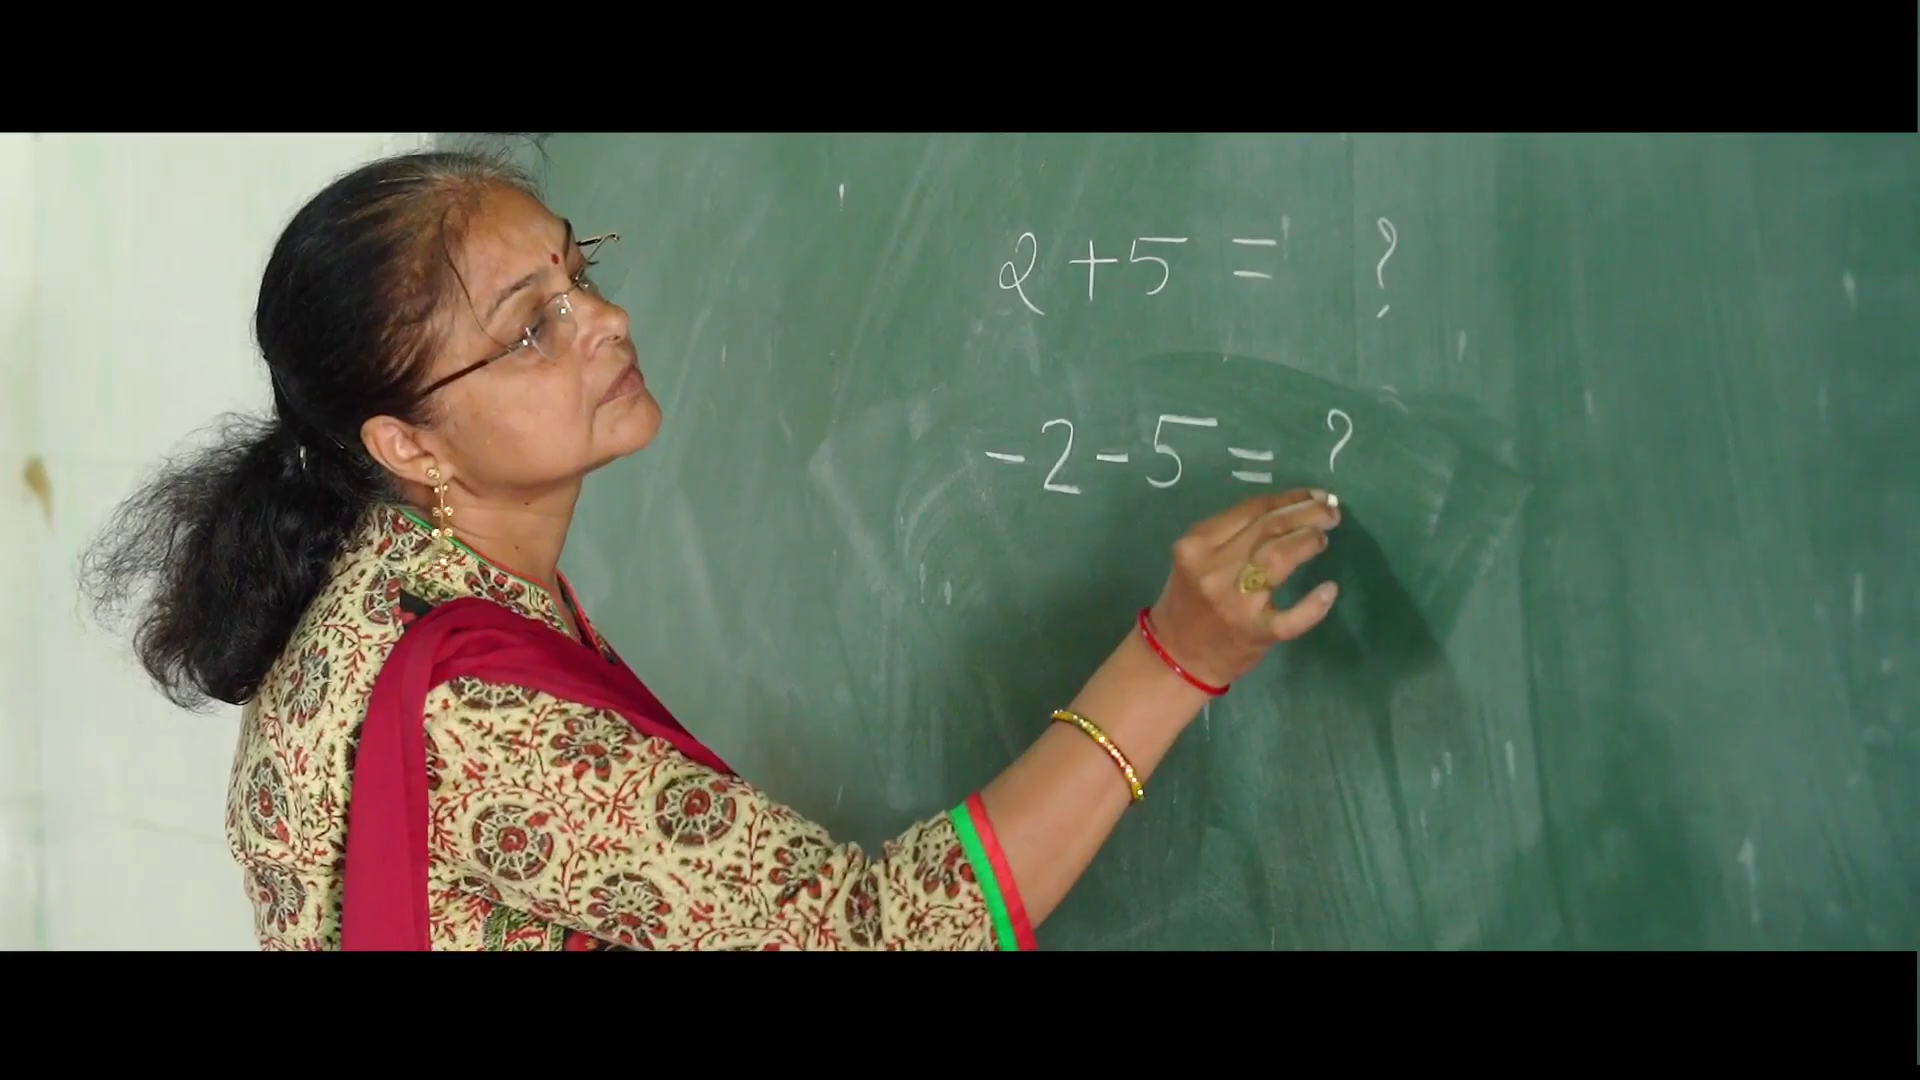 2 + 5 = ?
- 2 - 5 = ?